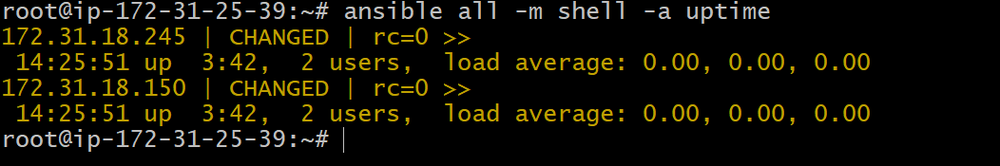 root@ip-172-31-25-39:~# ansible all -m shell -a uptime
172.31.18.245 | CHANGED | rc=0 >>
 14:25:51 up  3:42,  2 users,  load average: 0.00, 0.00, 0.00
172.31.18.150 | CHANGED | rc=0 >>
 14:25:51 up  3:42,  2 users,  load average: 0.00, 0.00, 0.00
root@ip-172-31-25-39:~#